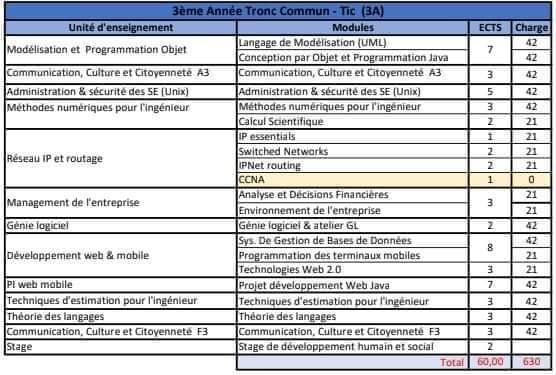 3ème Année Tronc Commun - Tic (3A)
Unité d'enseignement Modules ECTS Charge
Modélisation et Programmation Objet Langage de Modélisation (UML) 7 42
Conception par Objet et Programmation Java 42
Communication, Culture et Citoyenneté A3 Communication, Culture et Citoyenneté A3 3 42
Administration & sécurité des SE (Unix) Administration & sécurité des SE (Unix) 5 42
Méthodes numériques pour l'ingénieur Méthodes numériques pour l'ingénieur 3 42
Calcul Scientifique 2 21
Réseau IP et routage IP essentials 1 21
Switched Networks 2 21
IPNet routing 2 21
CCNA 1 0
Management de l'entreprise Analyse et Décisions Financières 3 21
Environnement de l'entreprise 21
Génie logiciel Génie logiciel & atelier GL 2 42
Développement web & mobile Sys. De Gestion de Bases de Données 8 42
Programmation des terminaux mobiles 21
Technologies Web 2.0 3 21
PI web mobile Projet développement Web Java 7 42
Techniques d'estimation pour l'ingénieur Techniques d'estimation pour l'ingénieur 3 42
Théorie des langages Théorie des langages 3 42
Communication, Culture et Citoyenneté F3 Communication, Culture et Citoyenneté F3 3 42
Stage Stage de développement humain et social 2
Total 60,00 630